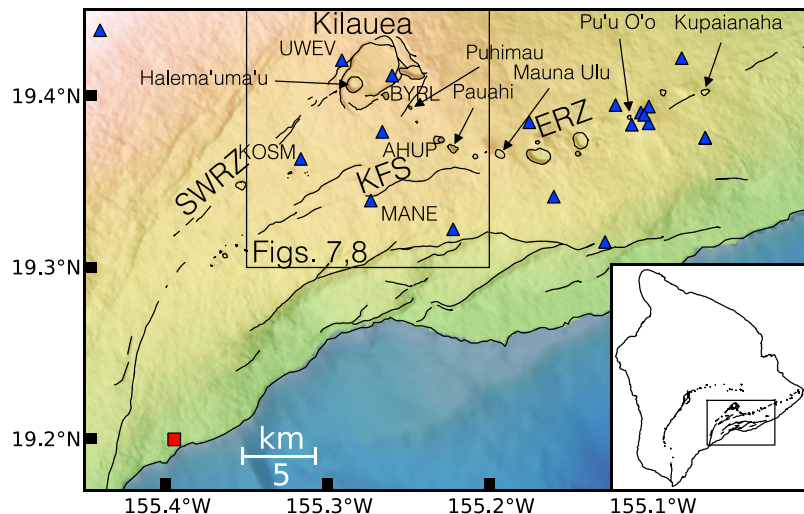 Kilauea
Pu'u O'o
Kupaianaha
UWEV
Puhimau
Halema'uma'u
BYRL
Mauna Ulu
Pauahi
19.4°N
ERZ
AHUP
KOSM
SWRZ
KFS
MANE
Figs. 7,8
19.3°N
19.2°N
km
5
155.4°W
155.3°W
155.2°W
155.1°W